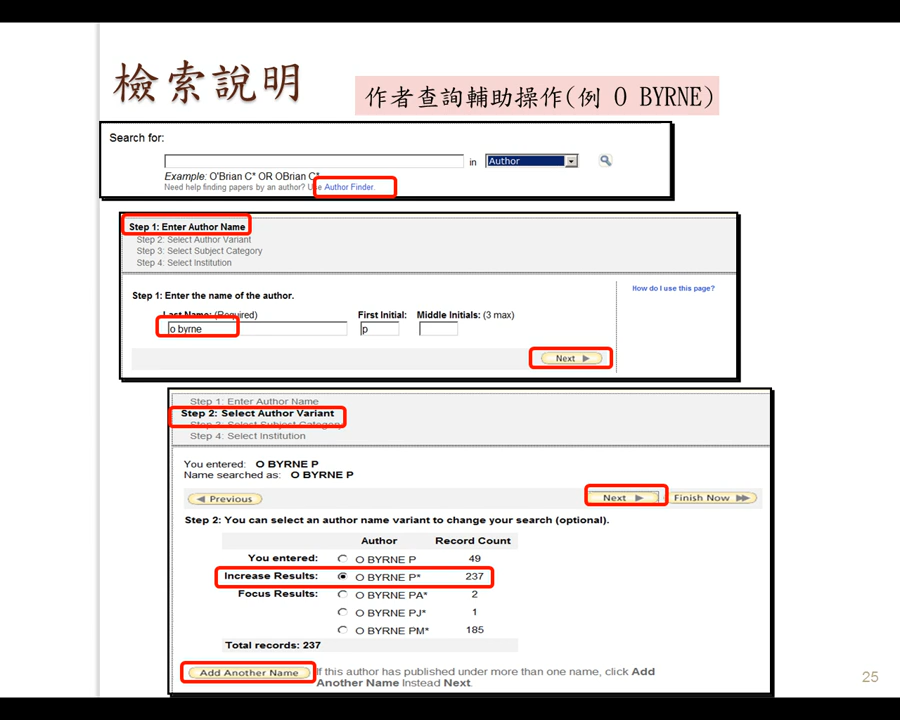 檢索說明
作者查詢輔助操作(例 O BYRNE)
Search for:
in Author
Example: O'Brian C* OR OBrian C*
Need help finding papers by an author? Use Author Finder.
Step 1: Enter Author Name
Step 2: Select Author Variant
Step 3: Select Subject Category
Step 4: Select Institution
Step 1: Enter the name of the author.
How do I use this page?
Last Name: (Required) First Initial: Middle Initials: (3 max)
o byrne p
Next
Step 1: Enter Author Name
Step 2: Select Author Variant
Step 3: Select Subject Category
Step 4: Select Institution
You entered: O BYRNE P
Name searched as: O BYRNE P
Previous Next Finish Now
Step 2: You can select an author name variant to change your search (optional).
Author Record Count
You entered: O BYRNE P 49
Increase Results: O BYRNE P* 237
Focus Results: O BYRNE PA* 2
O BYRNE PJ* 1
O BYRNE PM* 185
Total records: 237
Add Another Name If this author has published under more than one name, click Add
Another Name Instead Next.
25